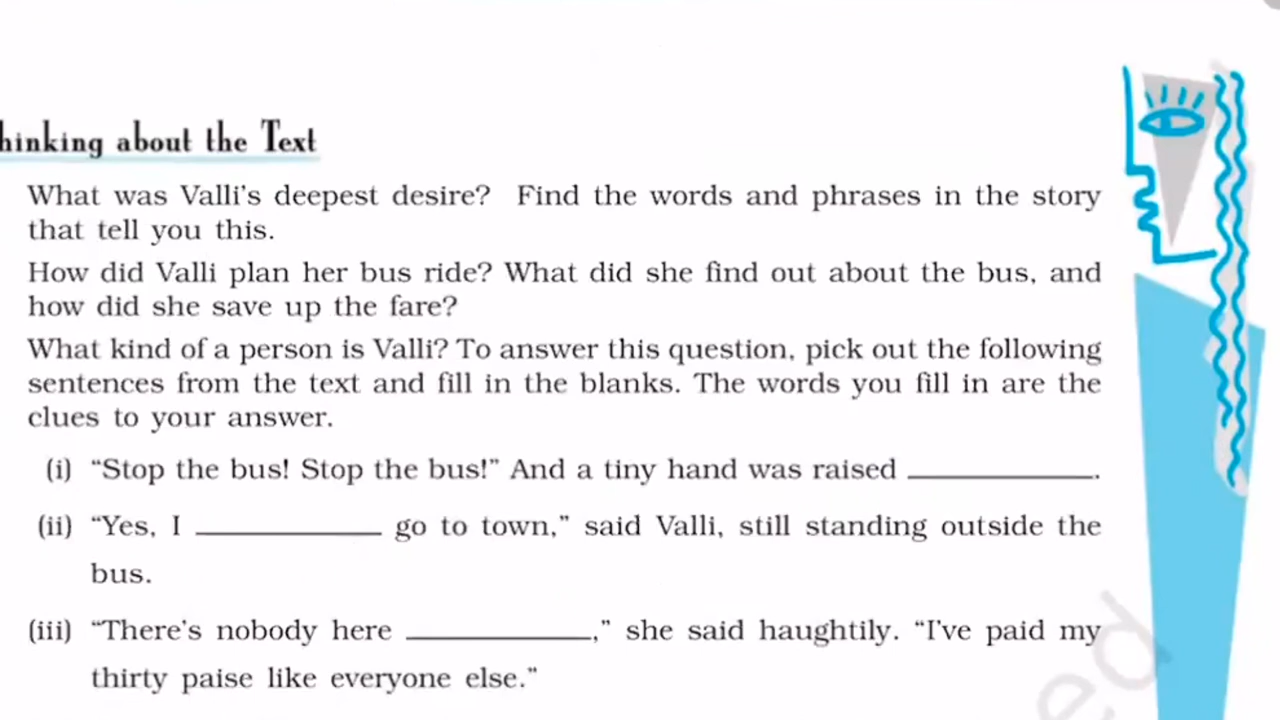 hinking about the Text
What was Valli's deepest desire? Find the words and phrases in the story
that tell you this.
How did Valli plan her bus ride? What did she find out about the bus, and
how did she save up the fare?
What kind of a person is Valli? To answer this question, pick out the following
sentences from the text and fill in the blanks. The words you fill in are the
clues to your answer.
(i) “Stop the bus! Stop the bus!” And a tiny hand was raised ____________.
(ii) “Yes, I ____________ go to town,” said Valli, still standing outside the
bus.
(iii) “There's nobody here ____________,” she said haughtily. “I've paid my
thirty paise like everyone else.”
ed